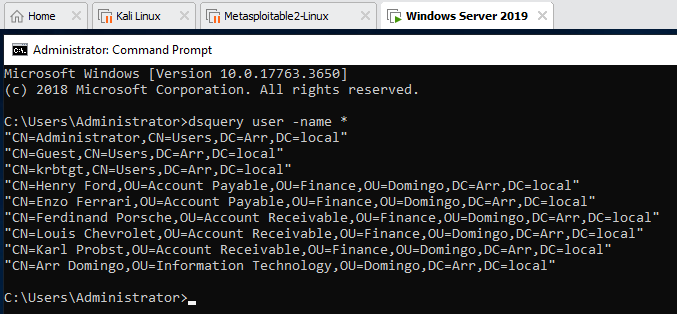 Home Kali Linux Metasploitable2-Linux Windows Server 2019
Administrator: Command Prompt
Microsoft Windows [Version 10.0.17763.3650]
(c) 2018 Microsoft Corporation. All rights reserved.
C:\Users\Administrator>dsquery user -name *
"CN=Administrator,CN=Users,DC=Arr,DC=local"
"CN=Guest,CN=Users,DC=Arr,DC=local"
"CN=krbtgt,CN=Users,DC=Arr,DC=local"
"CN=Henry Ford,OU=Account Payable,OU=Finance,OU=Domingo,DC=Arr,DC=local"
"CN=Enzo Ferrari,OU=Account Payable,OU=Finance,OU=Domingo,DC=Arr,DC=local"
"CN=Ferdinand Porsche,OU=Account Receivable,OU=Finance,OU=Domingo,DC=Arr,DC=local"
"CN=Louis Chevrolet,OU=Account Receivable,OU=Finance,OU=Domingo,DC=Arr,DC=local"
"CN=Karl Probst,OU=Account Receivable,OU=Finance,OU=Domingo,DC=Arr,DC=local"
"CN=Arr Domingo,OU=Information Technology,OU=Domingo,DC=Arr,DC=local"
C:\Users\Administrator>